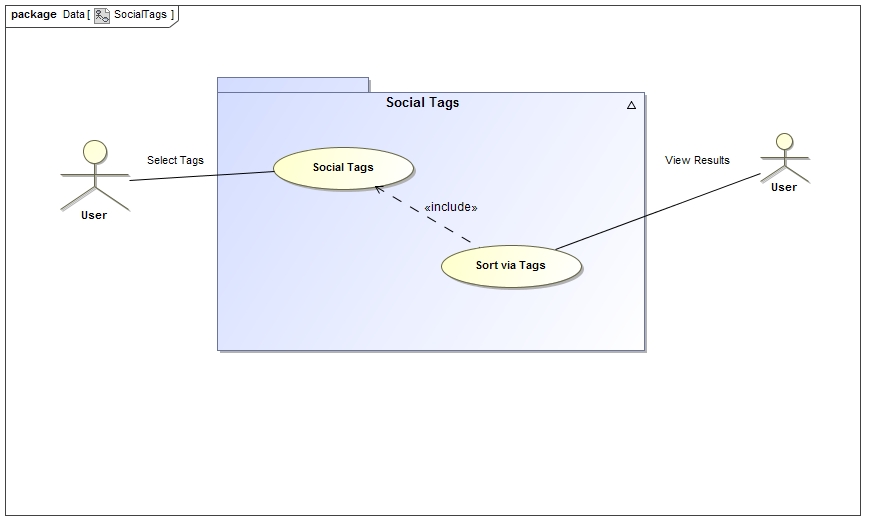 package Data [ SocialTags ]
Social Tags
Select Tags
Social Tags
View Results
User
User
«include»
Sort via Tags